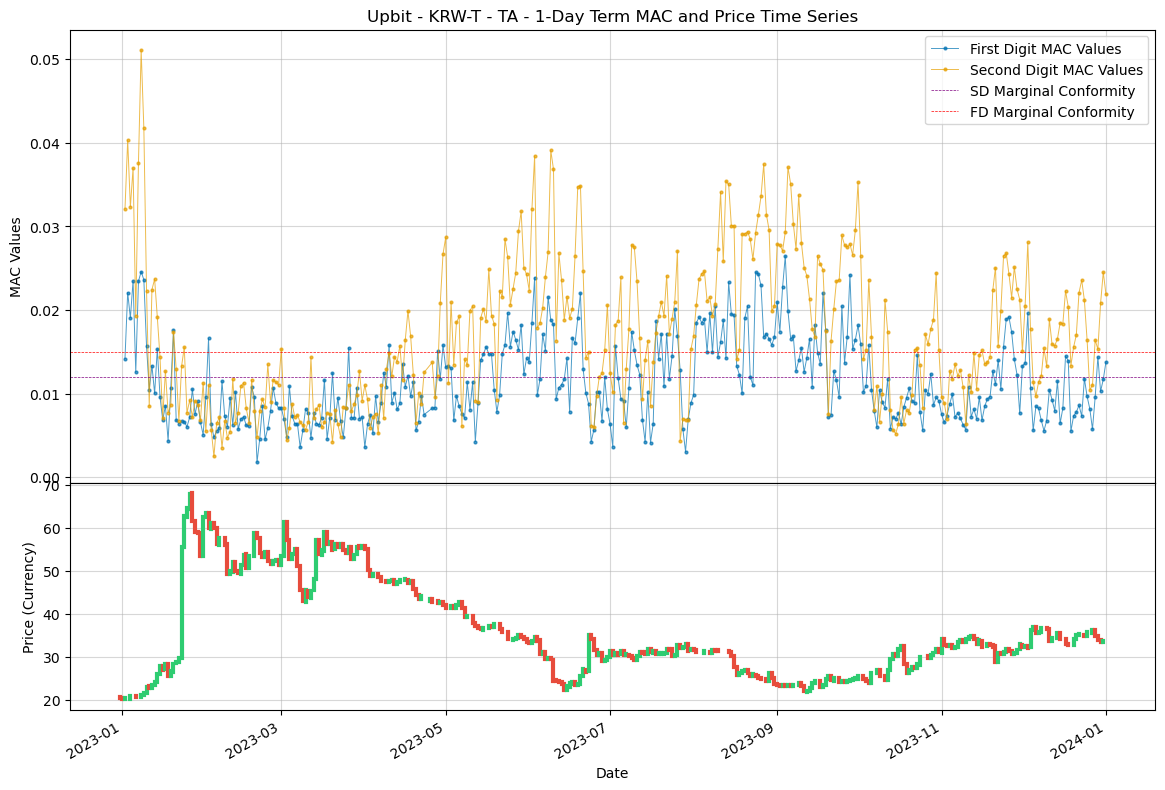 Upbit - KRW-T - TA - 1-Day Term MAC and Price Time Series
First Digit MAC Values
Second Digit MAC Values
SD Marginal Conformity
FD Marginal Conformity
MAC Values
0.05
0.04
0.03
0.02
0.01
0.00
Price (Currency)
70
60
50
40
30
20
2023-01
2023-03
2023-05
2023-07
2023-09
2023-11
2024-01
Date